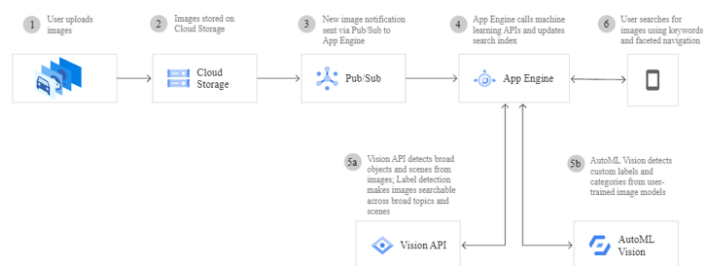 1
User uploads
images
2
Images stored on
Cloud Storage
3
New image notification
sent via Pub/Sub to
App Engine
4
App Engine calls machine
learning APIs and updates
search index
6
User searches for
images using keywords
and faceted navigation
Cloud
Storage
Pub/Sub
App Engine
5a
Vision API detects broad
objects and scenes from
images; Label detection
makes images searchable
across broad topics and
scenes
5b
AutoML Vision detects
custom labels and
categories from user-
trained image models
Vision API
AutoML
Vision